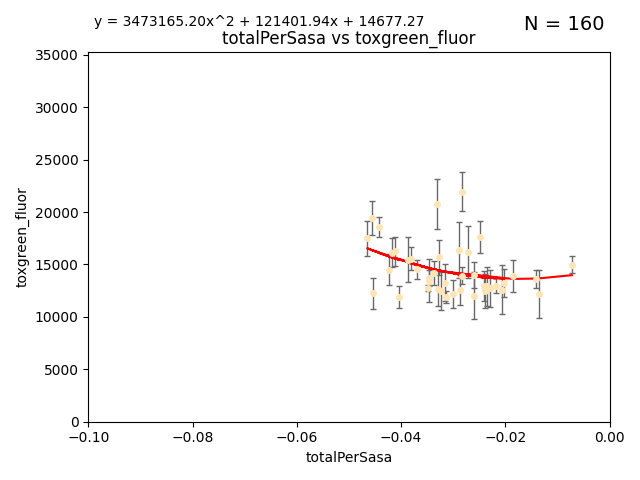 y = 3473165.20x^2 + 121401.94x + 14677.27
N = 160
totalPerSasa vs toxgreen_fluor
35000
30000
25000
20000
15000
10000
5000
0
toxgreen_fluor
−0.10 −0.08 −0.06 −0.04 −0.02 0.00
totalPerSasa